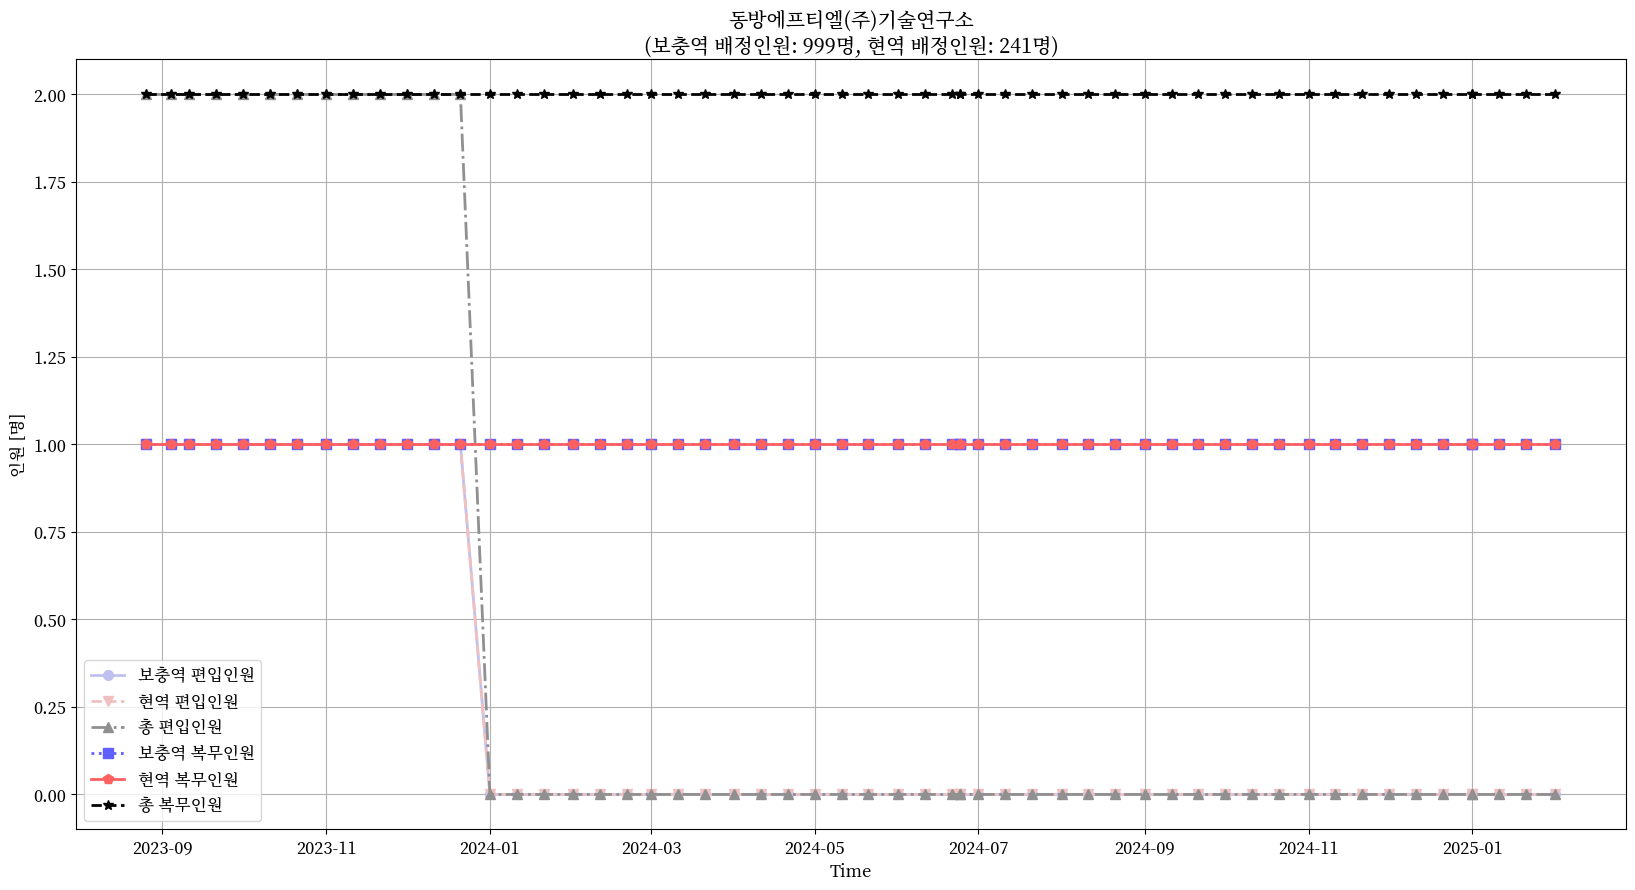 동방에프티엘(주)기술연구소
(보충역 배정인원: 999명, 현역 배정인원: 241명)
2.00
1.75
1.50
1.25
1.00
0.75
0.50
0.25
0.00
인원 [명]
보충역 편입인원
현역 편입인원
총 편입인원
보충역 복무인원
현역 복무인원
총 복무인원
2023-09
2023-11
2024-01
2024-03
2024-05
2024-07
2024-09
2024-11
2025-01
Time